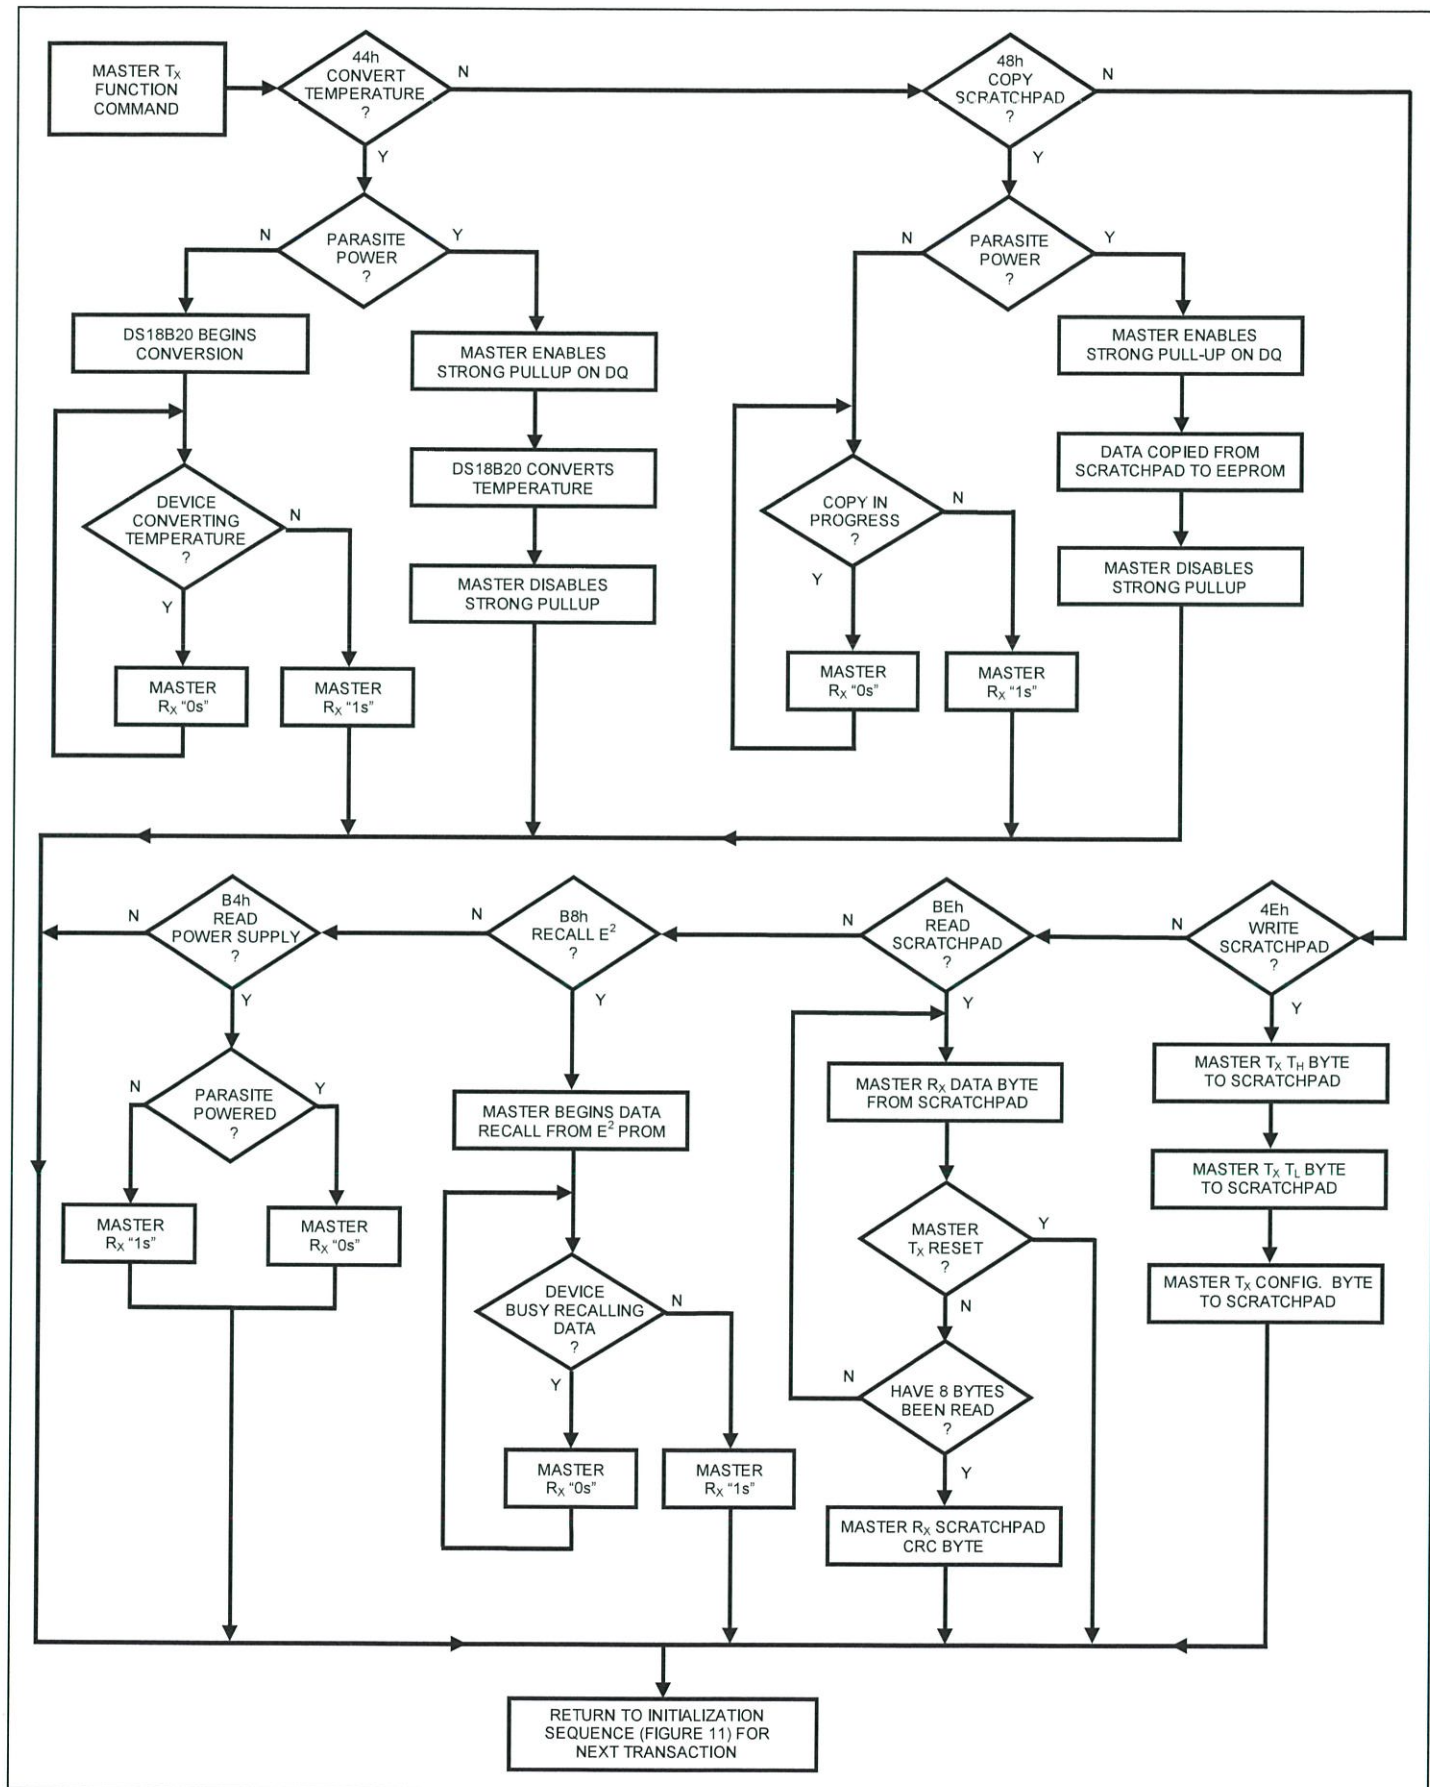 MASTER TX
FUNCTION
COMMAND
44h
CONVERT
TEMPERATURE
?
N
Y
48h
COPY
SCRATCHPAD
?
N
Y
PARASITE
POWER
?
N
Y
DS18B20 BEGINS
CONVERSION
MASTER ENABLES
STRONG PULLUP ON DQ
DS18B20 CONVERTS
TEMPERATURE
MASTER DISABLES
STRONG PULLUP
DEVICE
CONVERTING
TEMPERATURE
?
N
Y
MASTER
RX “0s”
MASTER
RX “1s”
PARASITE
POWER
?
N
Y
MASTER ENABLES
STRONG PULL-UP ON DQ
DATA COPIED FROM
SCRATCHPAD TO EEPROM
MASTER DISABLES
STRONG PULLUP
COPY IN
PROGRESS
?
N
Y
MASTER
RX “0s”
MASTER
RX “1s”
B4h
READ
POWER SUPPLY
?
N
Y
PARASITE
POWERED
?
N
Y
MASTER
RX “1s”
MASTER
RX “0s”
B8h
RECALL E2
?
N
Y
MASTER BEGINS DATA
RECALL FROM E2 PROM
DEVICE
BUSY RECALLING
DATA
?
N
Y
MASTER
RX “0s”
MASTER
RX “1s”
BEh
READ
SCRATCHPAD
?
N
Y
MASTER RX DATA BYTE
FROM SCRATCHPAD
MASTER
TX RESET
?
Y
N
HAVE 8 BYTES
BEEN READ
?
N
Y
MASTER RX SCRATCHPAD
CRC BYTE
4Eh
WRITE
SCRATCHPAD
?
N
Y
MASTER TX TH BYTE
TO SCRATCHPAD
MASTER TX TL BYTE
TO SCRATCHPAD
MASTER TX CONFIG. BYTE
TO SCRATCHPAD
RETURN TO INITIALIZATION
SEQUENCE (FIGURE 11) FOR
NEXT TRANSACTION